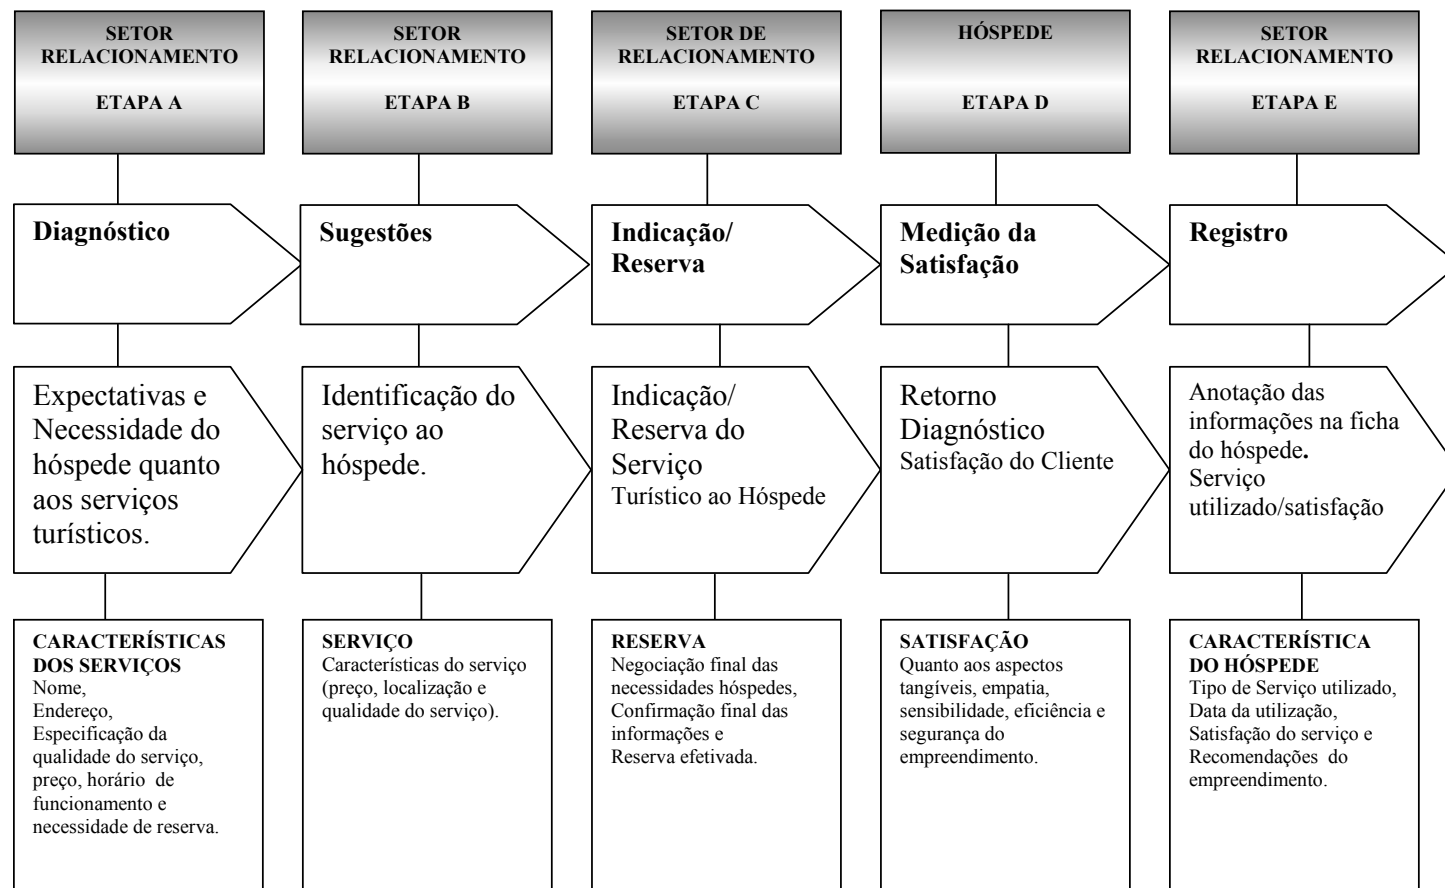 SETOR
RELACIONAMENTO
ETAPA A
SETOR
RELACIONAMENTO
ETAPA B
SETOR DE
RELACIONAMENTO
ETAPA C
HÓSPEDE
ETAPA D
SETOR
RELACIONAMENTO
ETAPA E
Diagnóstico
Sugestões
Indicação/
Reserva
Medição da
Satisfação
Registro
Expectativas e
Necessidade do
hóspede quanto
aos serviços
turísticos.
Identificação do
serviço ao
hóspede.
Indicação/
Reserva do
Serviço
Turístico ao Hóspede
Retorno
Diagnóstico
Satisfação do Cliente
Anotação das
informações na ficha
do hóspede.
Serviço
utilizado/satisfação
CARACTERÍSTICAS
DOS SERVIÇOS
Nome,
Endereço,
Especificação da
qualidade do serviço,
preço, horário de
funcionamento e
necessidade de reserva.
SERVIÇO
Características do serviço
(preço, localização e
qualidade do serviço).
RESERVA
Negociação final das
necessidades hóspedes,
Confirmação final das
informações e
Reserva efetivada.
SATISFAÇÃO
Quanto aos aspectos
tangíveis, empatia,
sensibilidade, eficiência e
segurança do
empreendimento.
CARACTERÍSTICA
DO HÓSPEDE
Tipo de Serviço utilizado,
Data da utilização,
Satisfação do serviço e
Recomendações do
empreendimento.